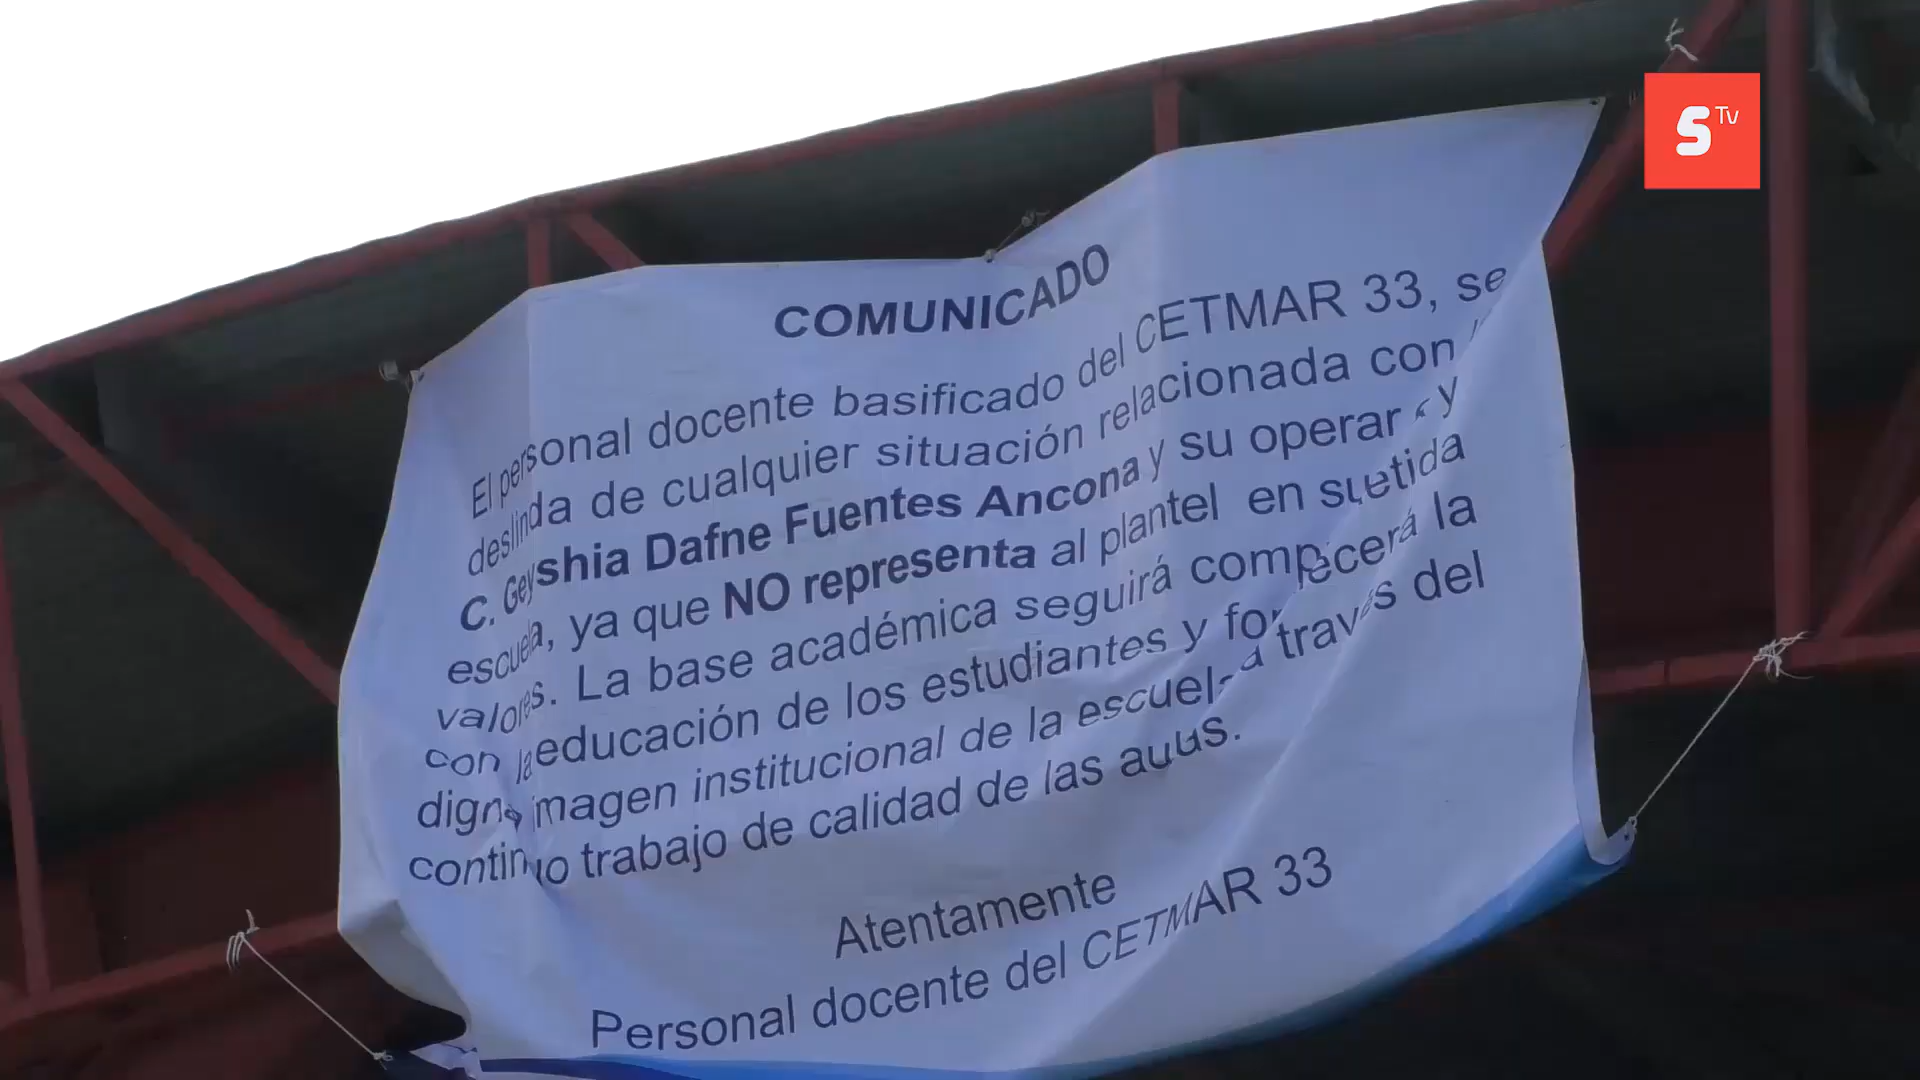 COMUNICADO
El personal docente basificado del CETMAR 33, se
deslinda de cualquier situación relacionada con
C. Geyshia Dafne Fuentes Ancona y su operar y
escuela, ya que NO representa al plantel en
valores. La base académica seguirá
con la educación de los estudiantes y la
digna imagen institucional de la escuela a través del
continuo trabajo de calidad de las aulas.
Atentamente
Personal docente del CETMAR 33
S Tv